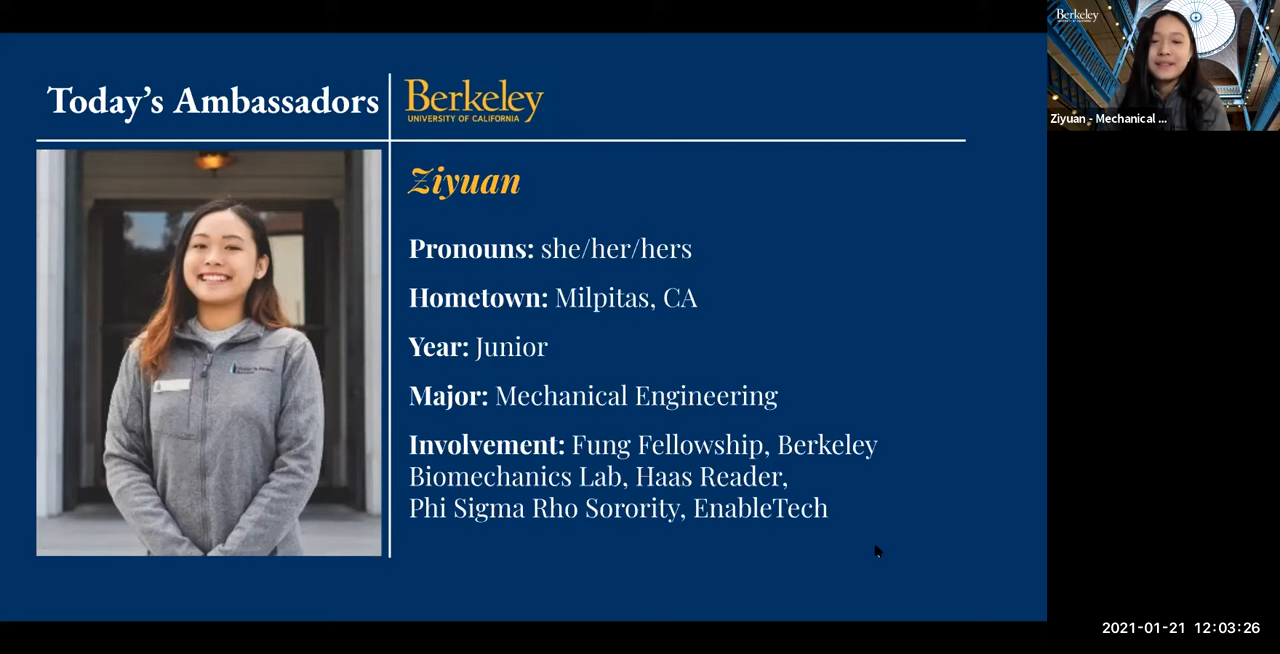 Today's Ambassadors
Berkeley
UNIVERSITY OF CALIFORNIA
Ziyuan
Pronouns: she/her/hers
Hometown: Milpitas, CA
Year: Junior
Major: Mechanical Engineering
Involvement: Fung Fellowship, Berkeley
Biomechanics Lab, Haas Reader,
Phi Sigma Rho Sorority, EnableTech
Berkeley
Ziyuan - Mechanical ...
2021-01-21 12:03:26